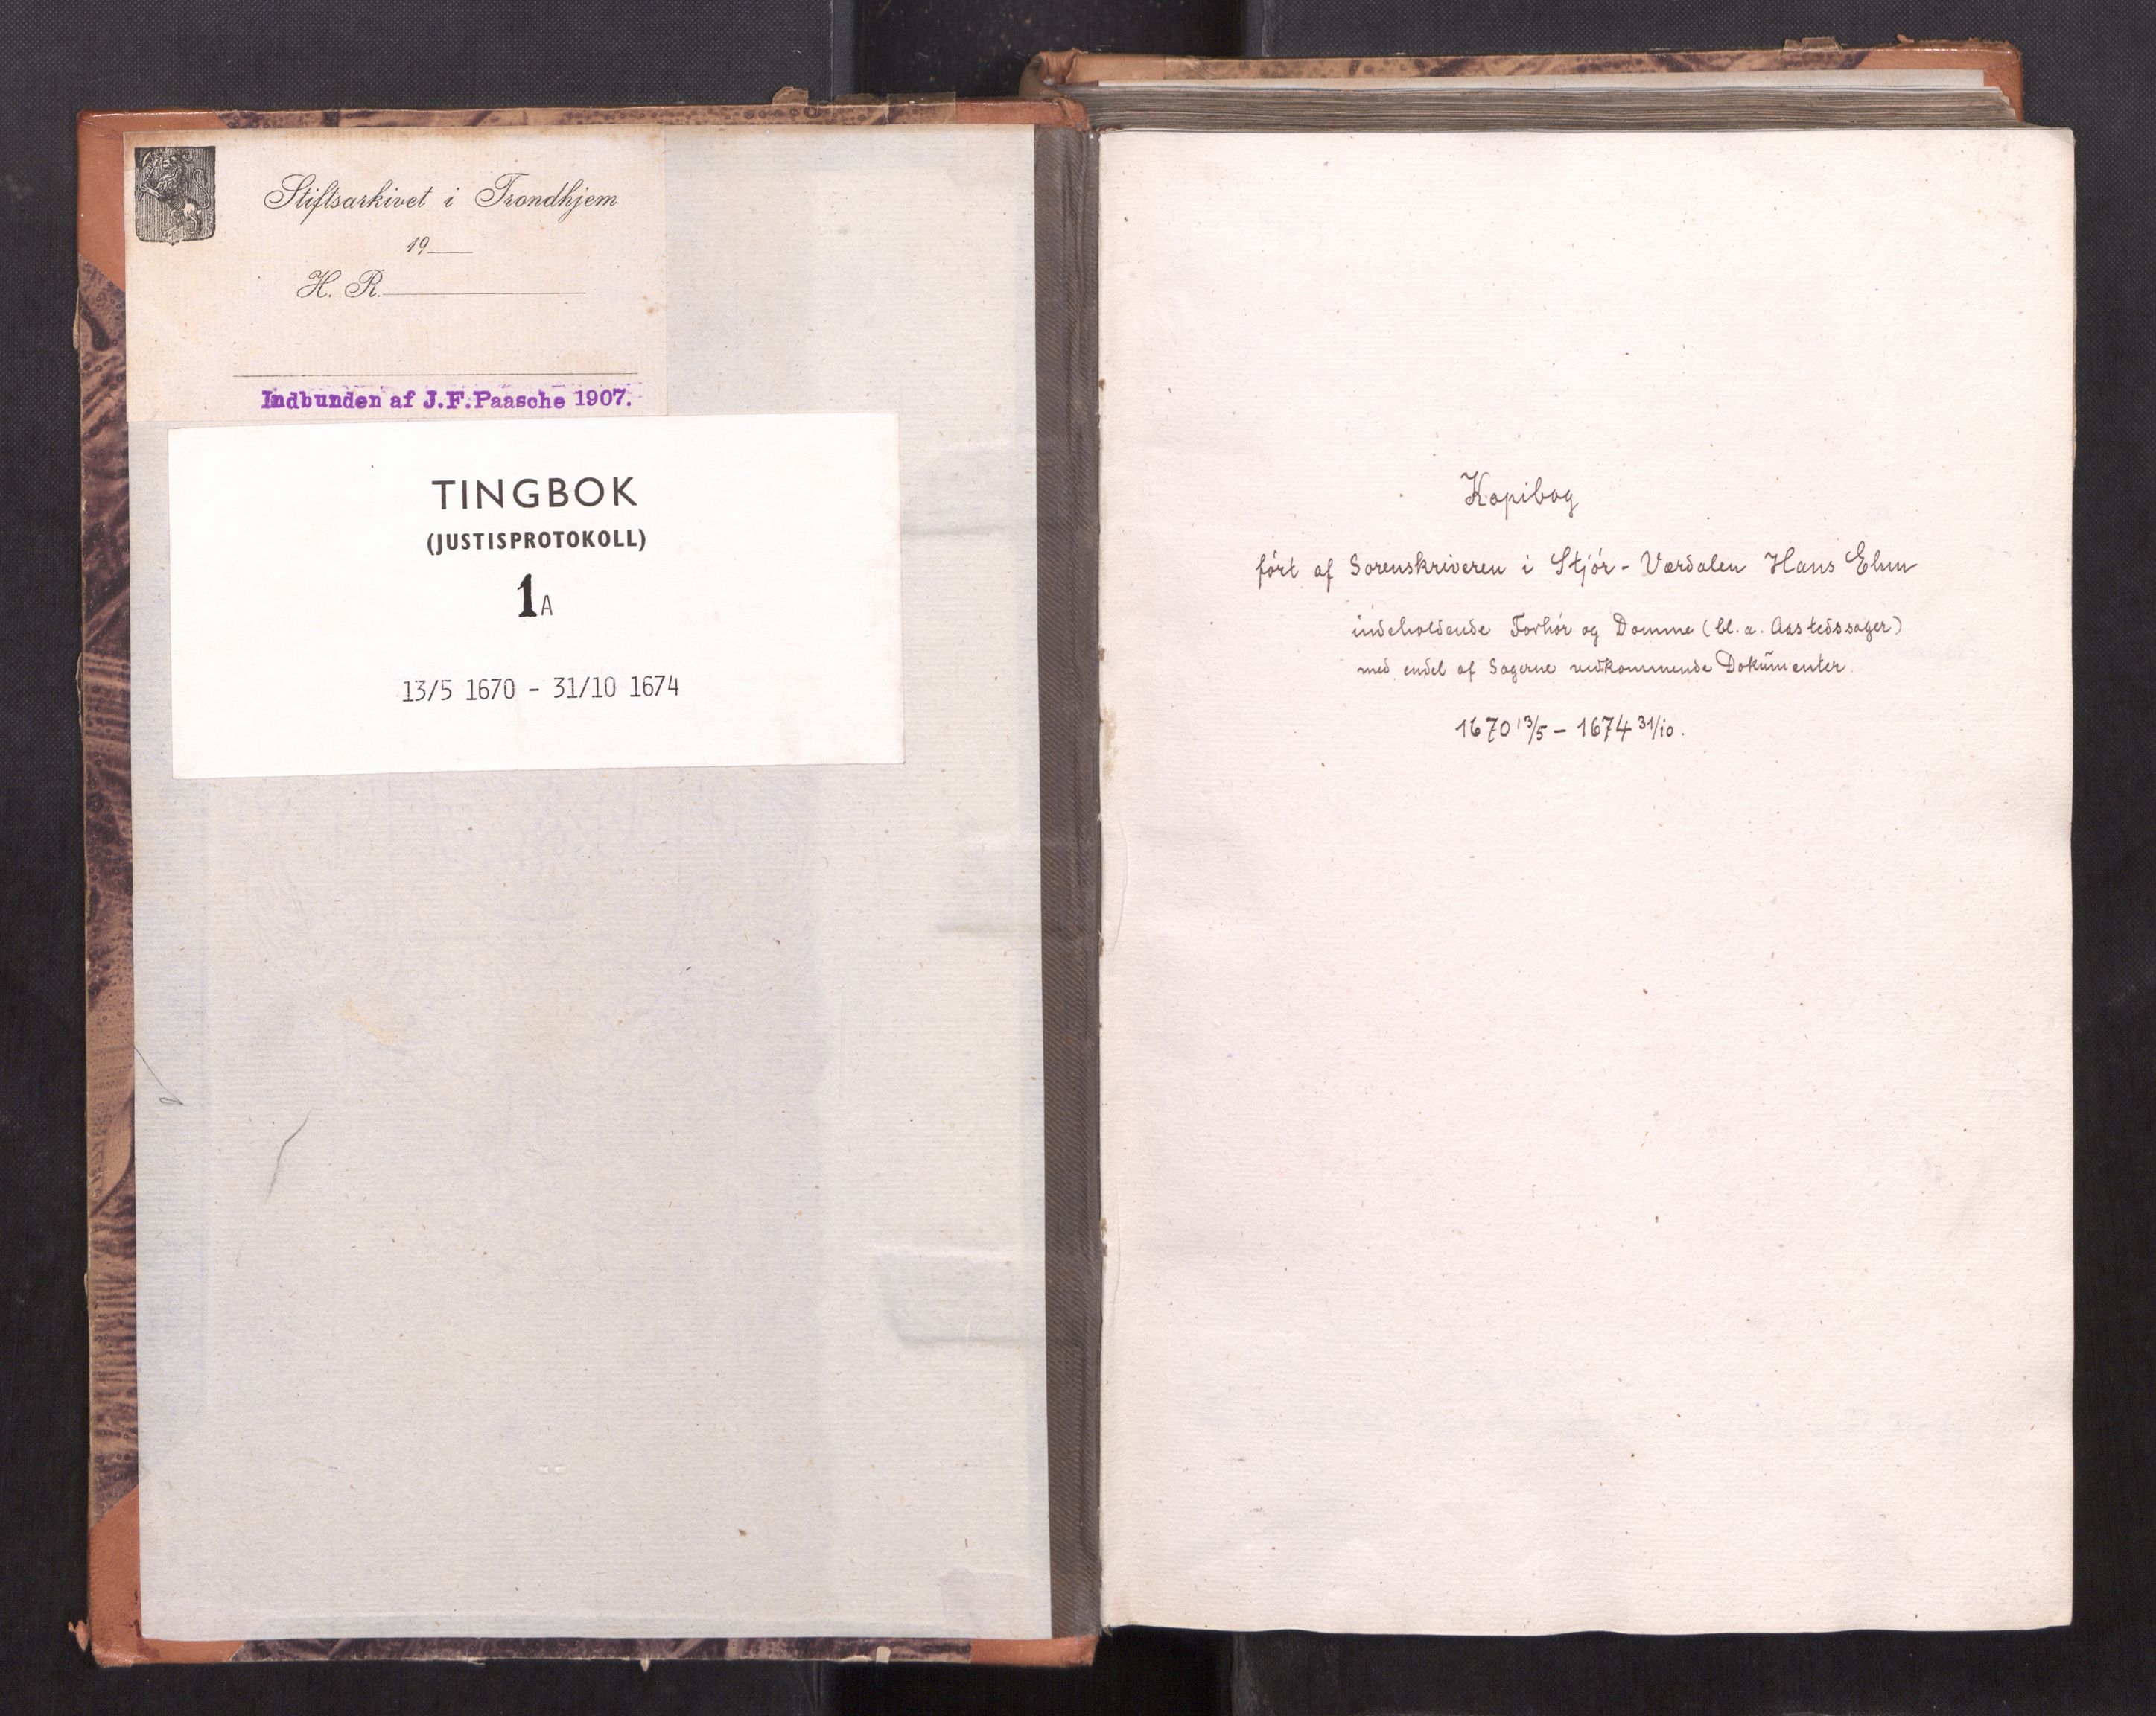 Stiftsarkivet i Trondhjem
19
H. R.
Indbunden af J.F.Paasche 1907.
TINGBOK
(JUSTISPROTOKOLL)
1A
13/5 1670 - 31/10 1674
Kopibog
ført af Sorenskriveren i Stjør- Værdalen Hans
indeholdende Forhør og Domme (bl. a. Aastedssager)
med endel af Sagerne vedkommende Dokumenter
1670 13/5 - 1674 31/10.